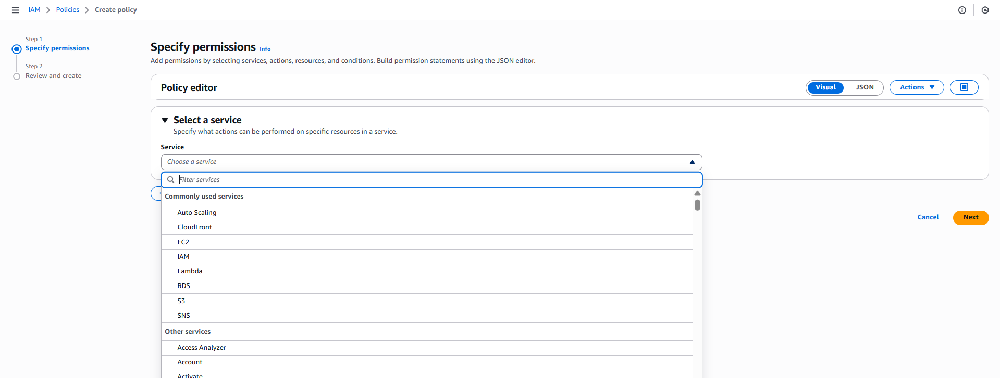 IAM > Policies > Create policy
Step 1
Specify permissions
Step 2
Review and create
Specify permissions Info
Add permissions by selecting services, actions, resources, and conditions. Build permission statements using the JSON editor.
Policy editor
Visual | JSON
Actions
Select a service
Specify what actions can be performed on specific resources in a service.
Service
Choose a service
Filter services
Commonly used services
Auto Scaling
CloudFront
EC2
IAM
Lambda
RDS
S3
SNS
Other services
Access Analyzer
Account
Activate
Cancel
Next